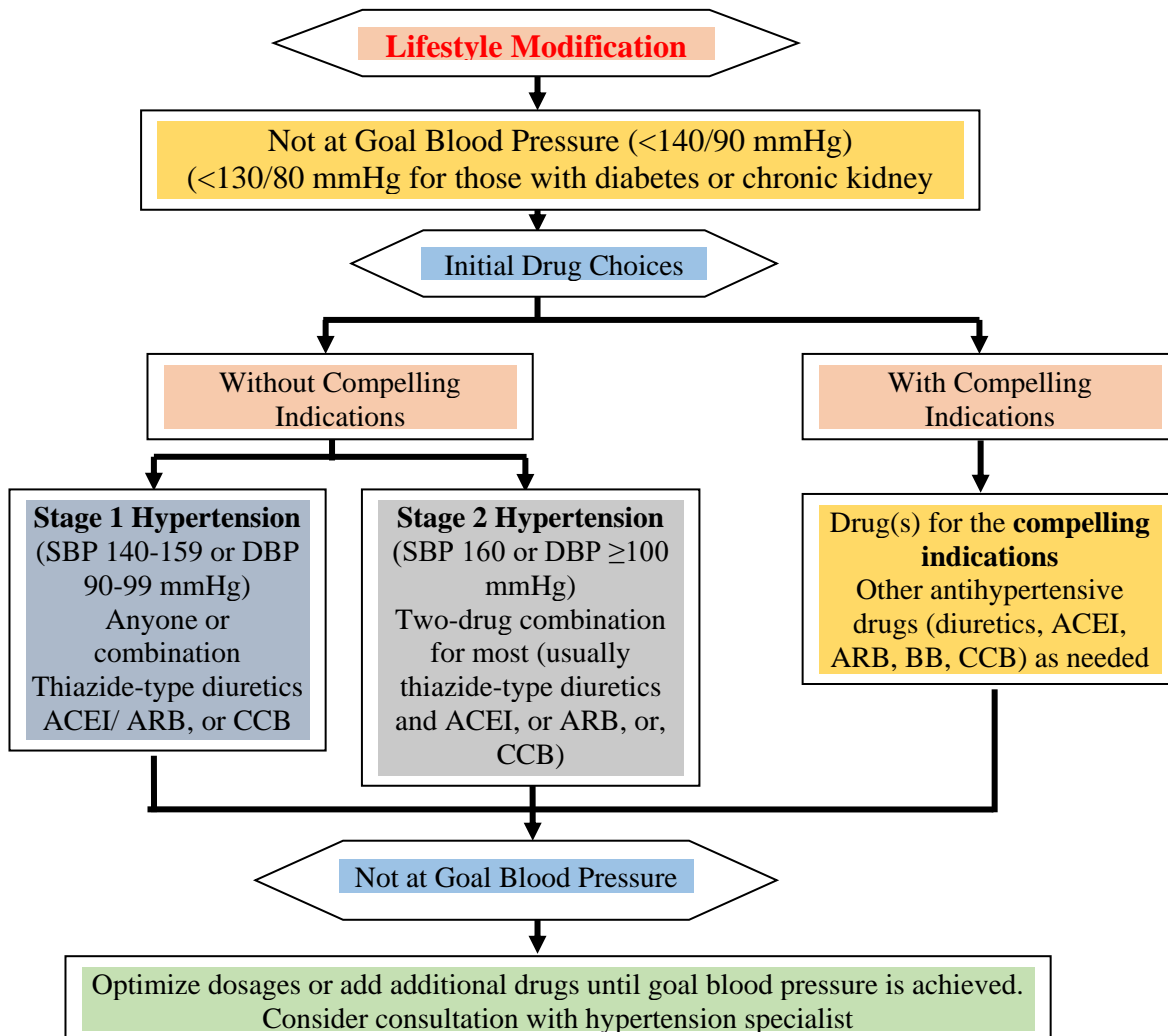 Lifestyle Modification
Not at Goal Blood Pressure (<140/90 mmHg)
(<130/80 mmHg for those with diabetes or chronic kidney
Initial Drug Choices
Without Compelling
Indications
With Compelling
Indications
Stage 1 Hypertension
(SBP 140-159 or DBP
90-99 mmHg)
Anyone or
combination
Thiazide-type diuretics
ACEI/ ARB, or CCB
Stage 2 Hypertension
(SBP 160 or DBP ≥100
mmHg)
Two-drug combination
for most (usually
thiazide-type diuretics
and ACEI, or ARB, or,
CCB)
Drug(s) for the compelling
indications
Other antihypertensive
drugs (diuretics, ACEI,
ARB, BB, CCB) as needed
Not at Goal Blood Pressure
Optimize dosages or add additional drugs until goal blood pressure is achieved.
Consider consultation with hypertension specialist